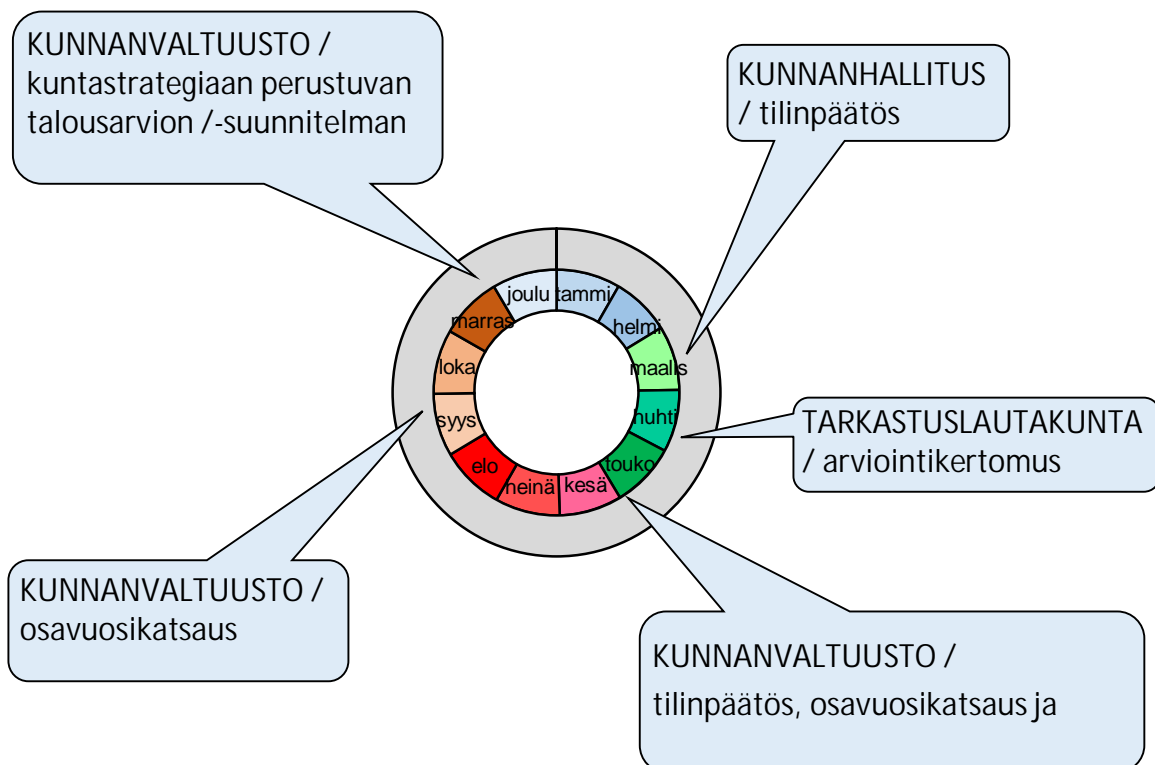 KUNNANVALTUUSTO /
kuntastrategiaan perustuvan
talousarvion /-suunnitelman
KUNNANHALLITUS
/ tilinpäätös
joulu
tammi
marras
helmi
loka
maalis
syys
huhti
elo
touko
heinä
kesä
TARKASTUSLAUTAKUNTA
/ arviointikertomus
KUNNANVALTUUSTO /
osavuosikatsaus
KUNNANVALTUUSTO /
tilinpäätös, osavuosikatsaus ja